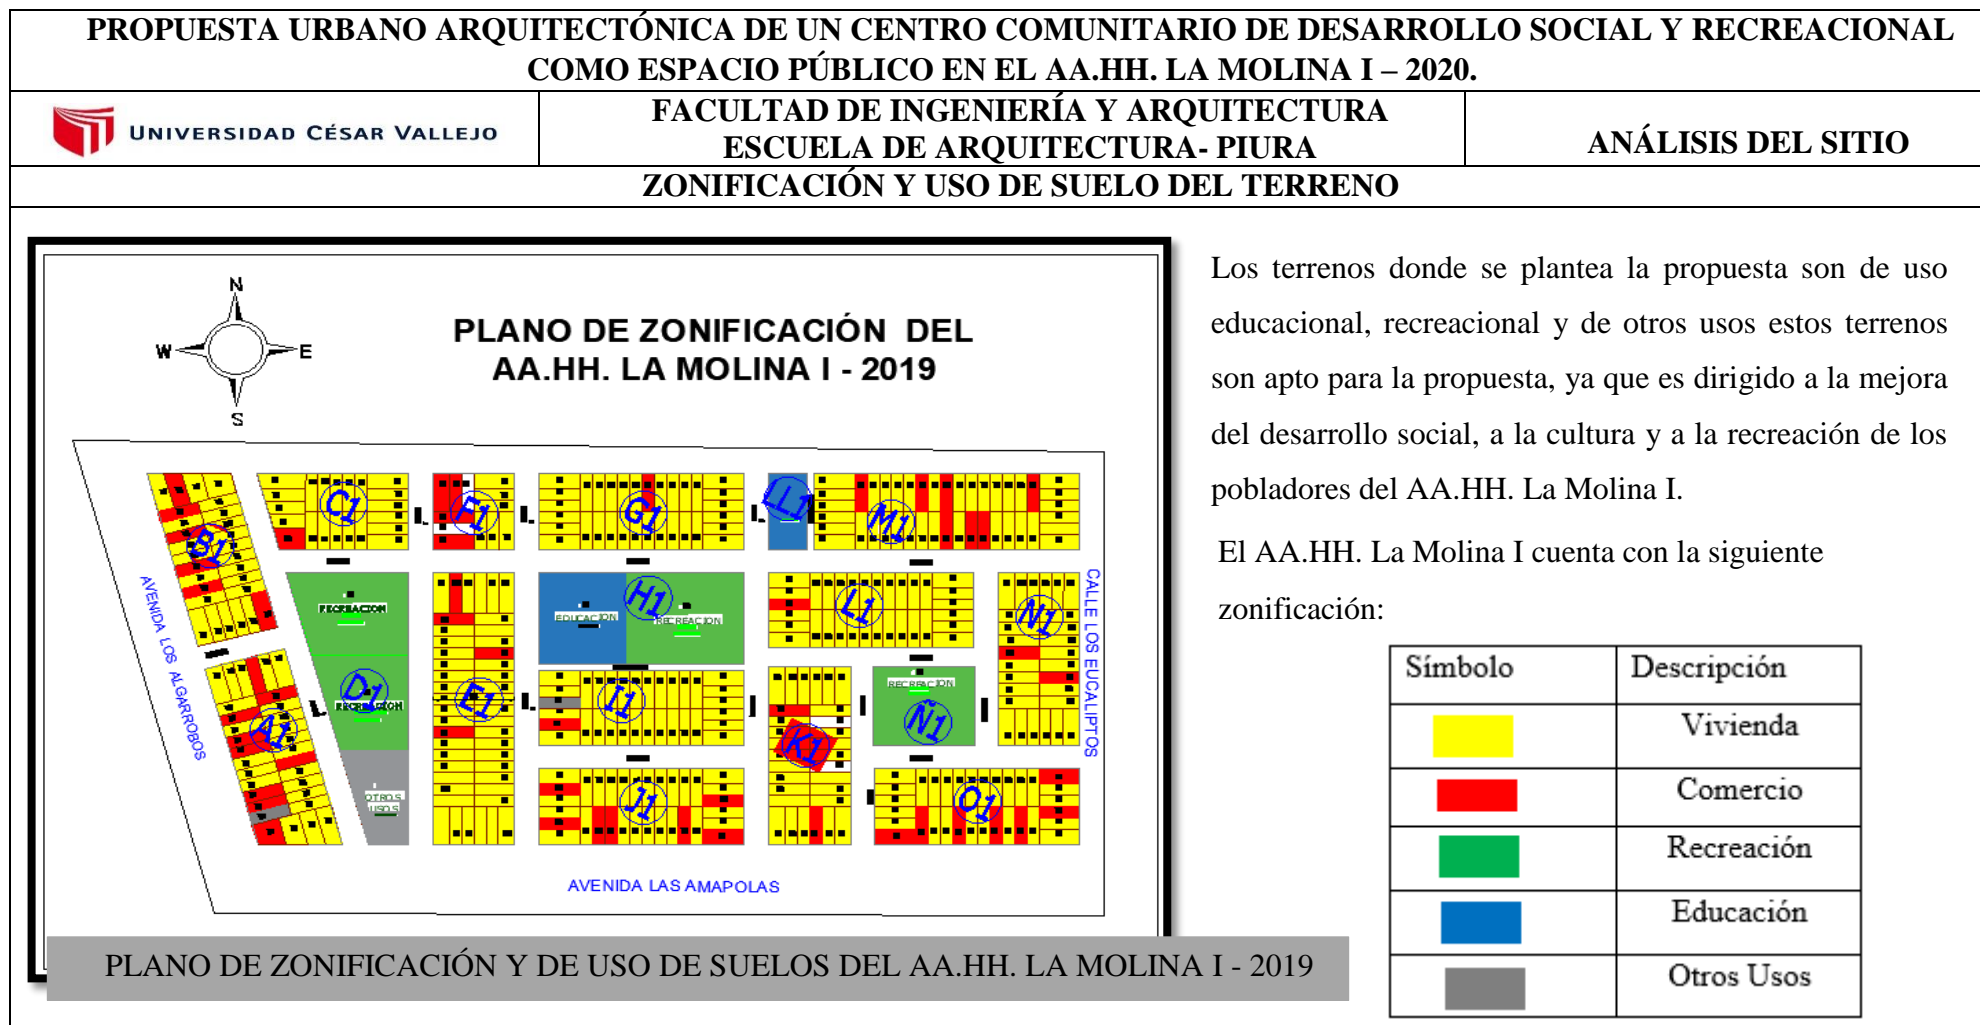 PROPUESTA URBANO ARQUITECTÓNICA DE UN CENTRO COMUNITARIO DE DESARROLLO SOCIAL Y RECREACIONAL
COMO ESPACIO PÚBLICO EN EL AA.HH. LA MOLINA I – 2020.
UNIVERSIDAD CÉSAR VALLEJO
FACULTAD DE INGENIERÍA Y ARQUITECTURA
ESCUELA DE ARQUITECTURA- PIURA
ANÁLISIS DEL SITIO
ZONIFICACIÓN Y USO DE SUELO DEL TERRENO
N
W
E
S
PLANO DE ZONIFICACIÓN DEL
AA.HH. LA MOLINA I - 2019
B1
C1
F1
G1
LL1
M1
AVENIDA LOS ALGARROBOS
RECREACION
EDUCACION
H1
RECREACION
L1
N1
CALLE LOS EUCALIPTOS
A1
D1
RECREACION
E1
I1
K1
RECREACION
Ñ1
OTROS
USOS
J1
O1
AVENIDA LAS AMAPOLAS
PLANO DE ZONIFICACIÓN Y DE USO DE SUELOS DEL AA.HH. LA MOLINA I - 2019
Los terrenos donde se plantea la propuesta son de uso
educacional, recreacional y de otros usos estos terrenos
son apto para la propuesta, ya que es dirigido a la mejora
del desarrollo social, a la cultura y a la recreación de los
pobladores del AA.HH. La Molina I.
El AA.HH. La Molina I cuenta con la siguiente
zonificación:
Símbolo Descripción
Vivienda
Comercio
Recreación
Educación
Otros Usos